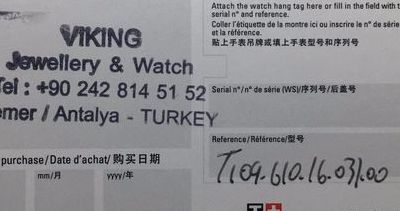 VIKING
Jewellery & Watch
Tel : +90 242 814 51 52
emer / Antalya - TURKEY
purchase/Date d'achat/购买日期
mm/月 yyyy/年
Attach the watch hang tag here or fill in the field with t
serial n° and reference.
Coller l'étiquette de la montre ici ou inscrire le n° de série
et la référence.
贴上手表吊牌或填上手表型号和序列号
Serial n°/n° de série (WS)/序列号/后盖号
Reference/Référence/型号
T109.610.16.031.00
T+